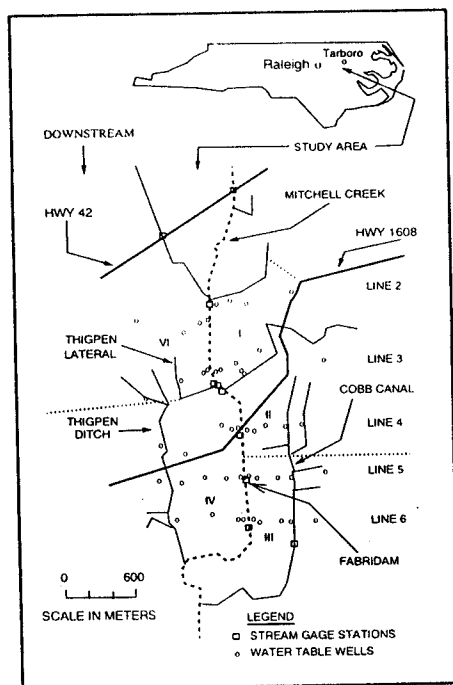 Tarboro
Raleigh
DOWNSTREAM
STUDY AREA
MITCHELL CREEK
HWY 42
HWY 1608
LINE 2
THIGPEN
LATERAL
VI
I
LINE 3
COBB CANAL
II
LINE 4
THIGPEN
DITCH
LINE 5
IV
LINE 6
III
FABRIDAM
0 600
SCALE IN METERS
LEGEND
STREAM GAGE STATIONS
WATER TABLE WELLS